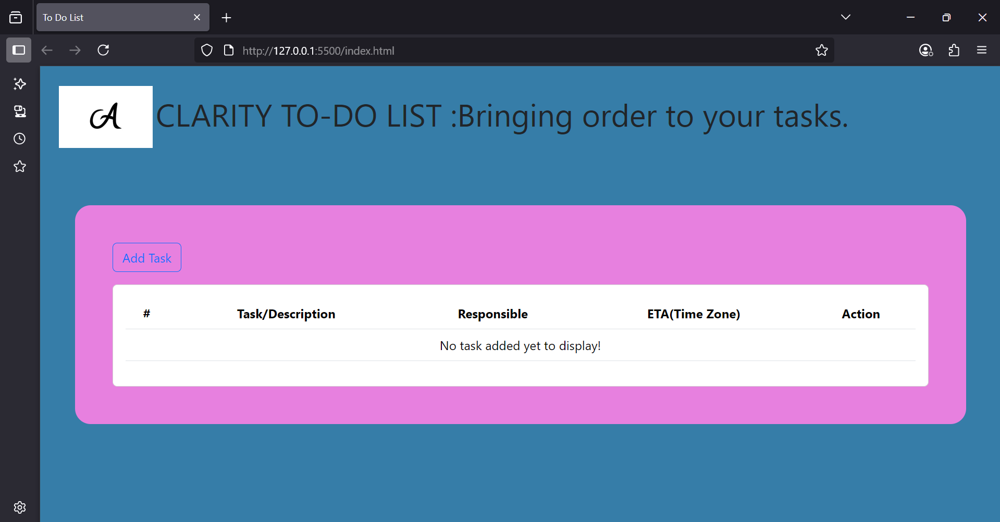 To Do List
http://127.0.0.1:5500/index.html
A
CLARITY TO-DO LIST :Bringing order to your tasks.
Add Task
# Task/Description Responsible ETA(Time Zone) Action
No task added yet to display!